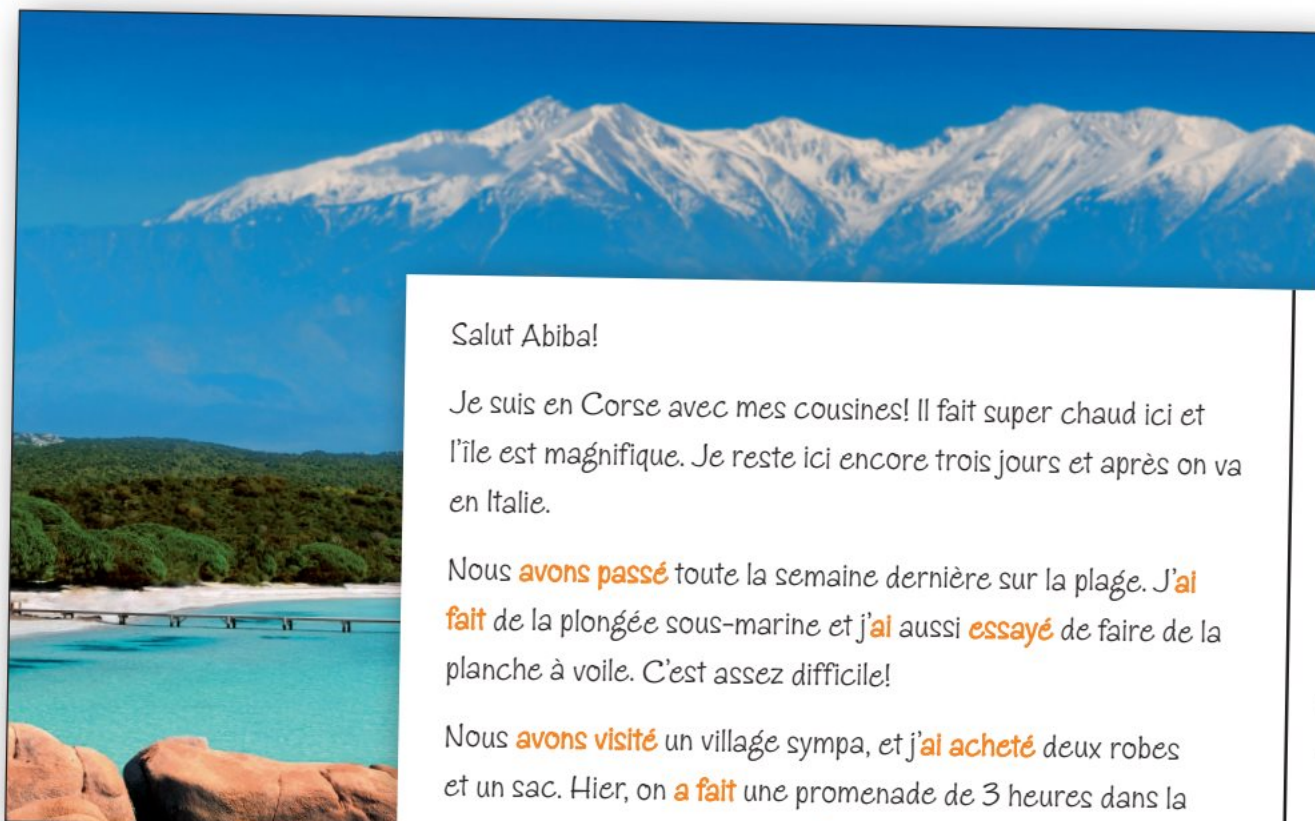 Salut Abiba!
Je suis en Corse avec mes cousines! Il fait super chaud ici et
l'île est magnifique. Je reste ici encore trois jours et après on va
en Italie.
Nous avons passé toute la semaine dernière sur la plage. J'ai
fait de la plongée sous-marine et j'ai aussi essayé de faire de la
planche à voile. C'est assez difficile!
Nous avons visité un village sympa, et j'ai acheté deux robes
et un sac. Hier, on a fait une promenade de 3 heures dans la